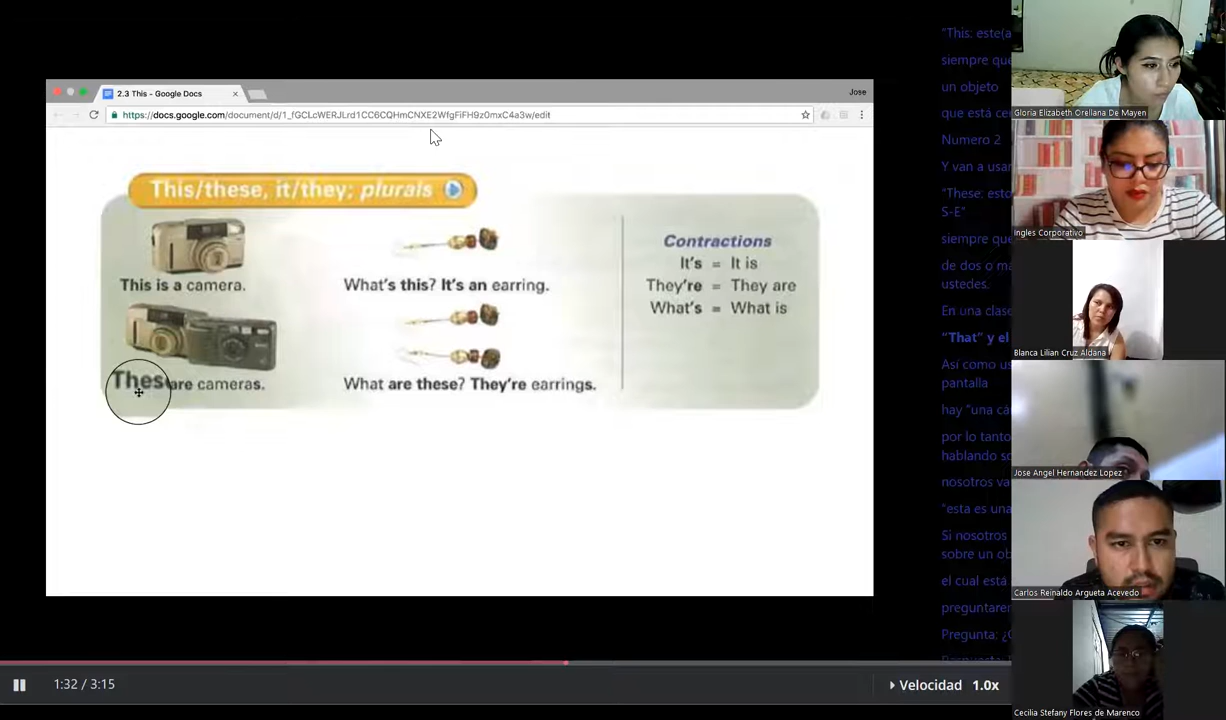 2.3 This - Google Docs
Jose
https://docs.google.com/document/d/1_fGCLcWERJLrd1CC6CQHmCNXE2WfgFiFH9z0mxC4a3w/edit
This/these, it/they; plurals
This is a camera.
What's this? It's an earring.
These are cameras.
What are these? They're earrings.
Contractions
It's = It is
They're = They are
What's = What is
"This: este(a
siempre que
un objeto
que está ce
Numero 2
Y van a usar
"These: esto
S-E"
siempre que
de dos o ma
ustedes.
En una clase
"That" y el
Así como us
pantalla
hay "una cá
por lo tanto
hablando so
nosotros va
"esta es una
Si nosotros
sobre un ob
el cual está
preguntarem
Pregunta: ¿
1:32 / 3:15
Velocidad 1.0x
Gloria Elizabeth Orellana De Mayen
Ingles Corporativo
Blanca Lilian Cruz Aldana
Jose Angel Hernandez Lopez
Carlos Reinaldo Argueta Acevedo
Cecilia Stefany Flores de Marenco